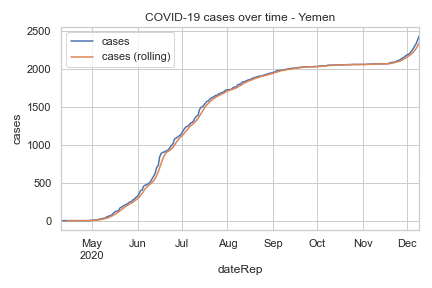 COVID-19 cases over time - Yemen
cases
cases (rolling)
2500
2000
1500
1000
500
0
cases
May Jun Jul Aug Sep Oct Nov Dec
2020
dateRep